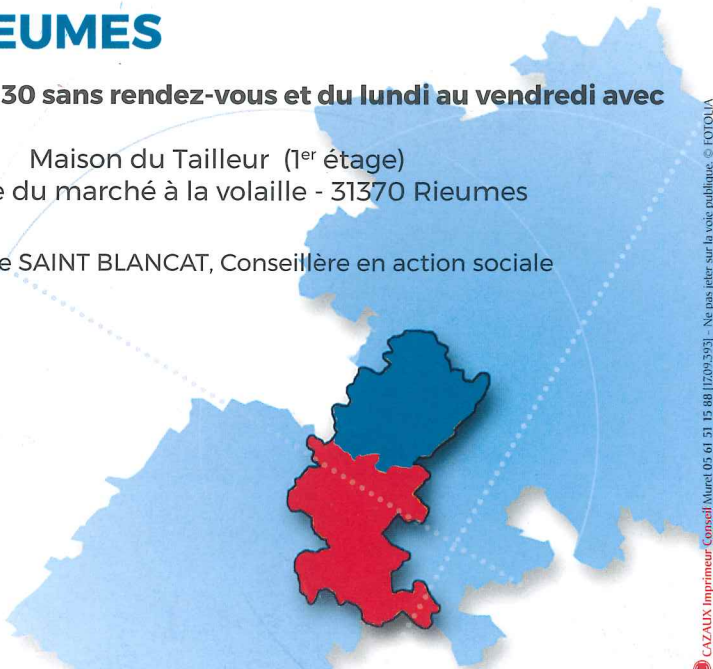 EUMES
30 sans rendez-vous et du lundi au vendredi avec
Maison du Tailleur (1er étage)
e du marché à la volaille - 31370 Rieumes
e SAINT BLANCAT, Conseillère en action sociale
CAZAUX Imprimeur Conseil Muret 05 61 51 15 88 [17.09.393] - Ne pas jeter sur la voie publique. © FOTOLIA